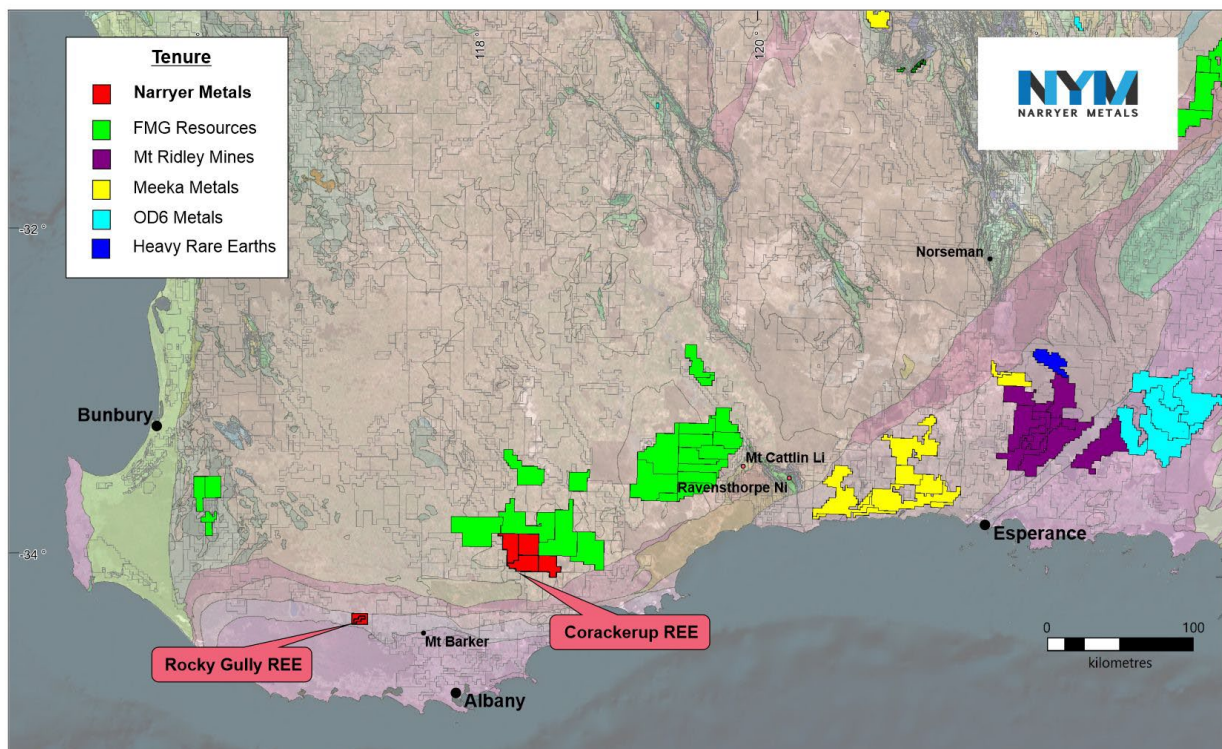 Tenure
Narryer Metals
FMG Resources
Mt Ridley Mines
Meeka Metals
OD6 Metals
Heavy Rare Earths
118
120
NYM
NARRYER METALS
-32 °
Norseman
Bunbury
Mt Cattlin Li
Ravensthorpe Ni
Esperance
-34 °
Corackerup REE
Rocky Gully REE
Mt Barker
Albany
0
100
kilometres